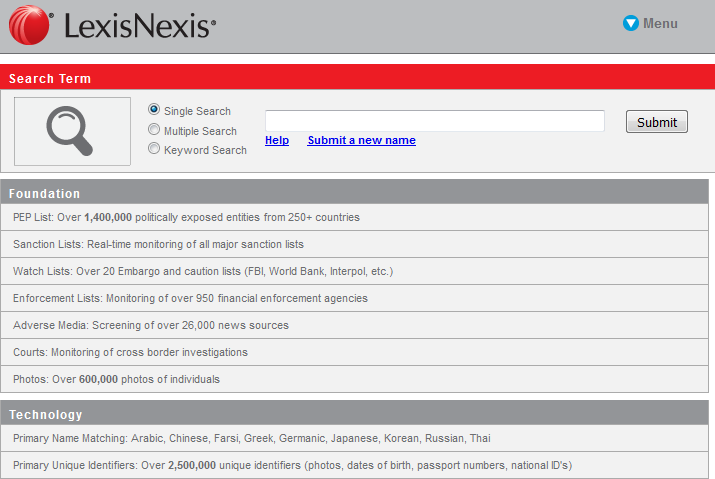 LexisNexis®
Menu
Search Term
Single Search
Multiple Search
Keyword Search
Submit
Help Submit a new name
Foundation
PEP List: Over 1,400,000 politically exposed entities from 250+ countries
Sanction Lists: Real-time monitoring of all major sanction lists
Watch Lists: Over 20 Embargo and caution lists (FBI, World Bank, Interpol, etc.)
Enforcement Lists: Monitoring of over 950 financial enforcement agencies
Adverse Media: Screening of over 26,000 news sources
Courts: Monitoring of cross border investigations
Photos: Over 600,000 photos of individuals
Technology
Primary Name Matching: Arabic, Chinese, Farsi, Greek, Germanic, Japanese, Korean, Russian, Thai
Primary Unique Identifiers: Over 2,500,000 unique identifiers (photos, dates of birth, passport numbers, national ID's)